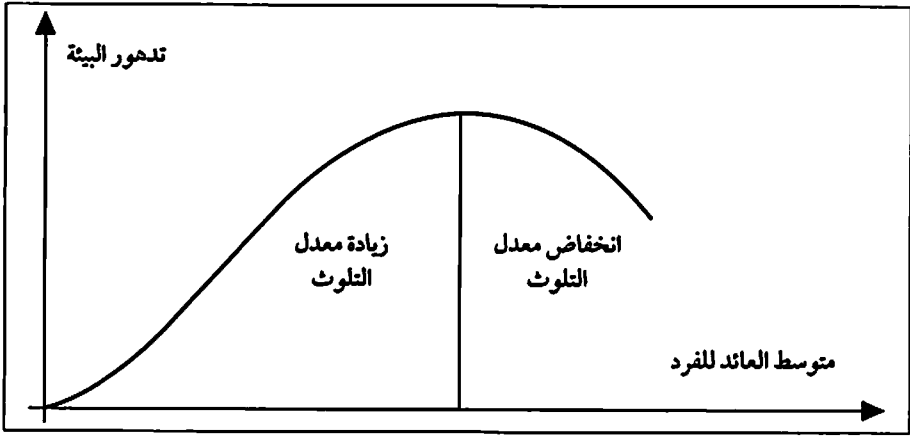 تدهور البيئة
زيادة معدل
التلوث
انخفاض معدل
التلوث
متوسط العائد للفرد